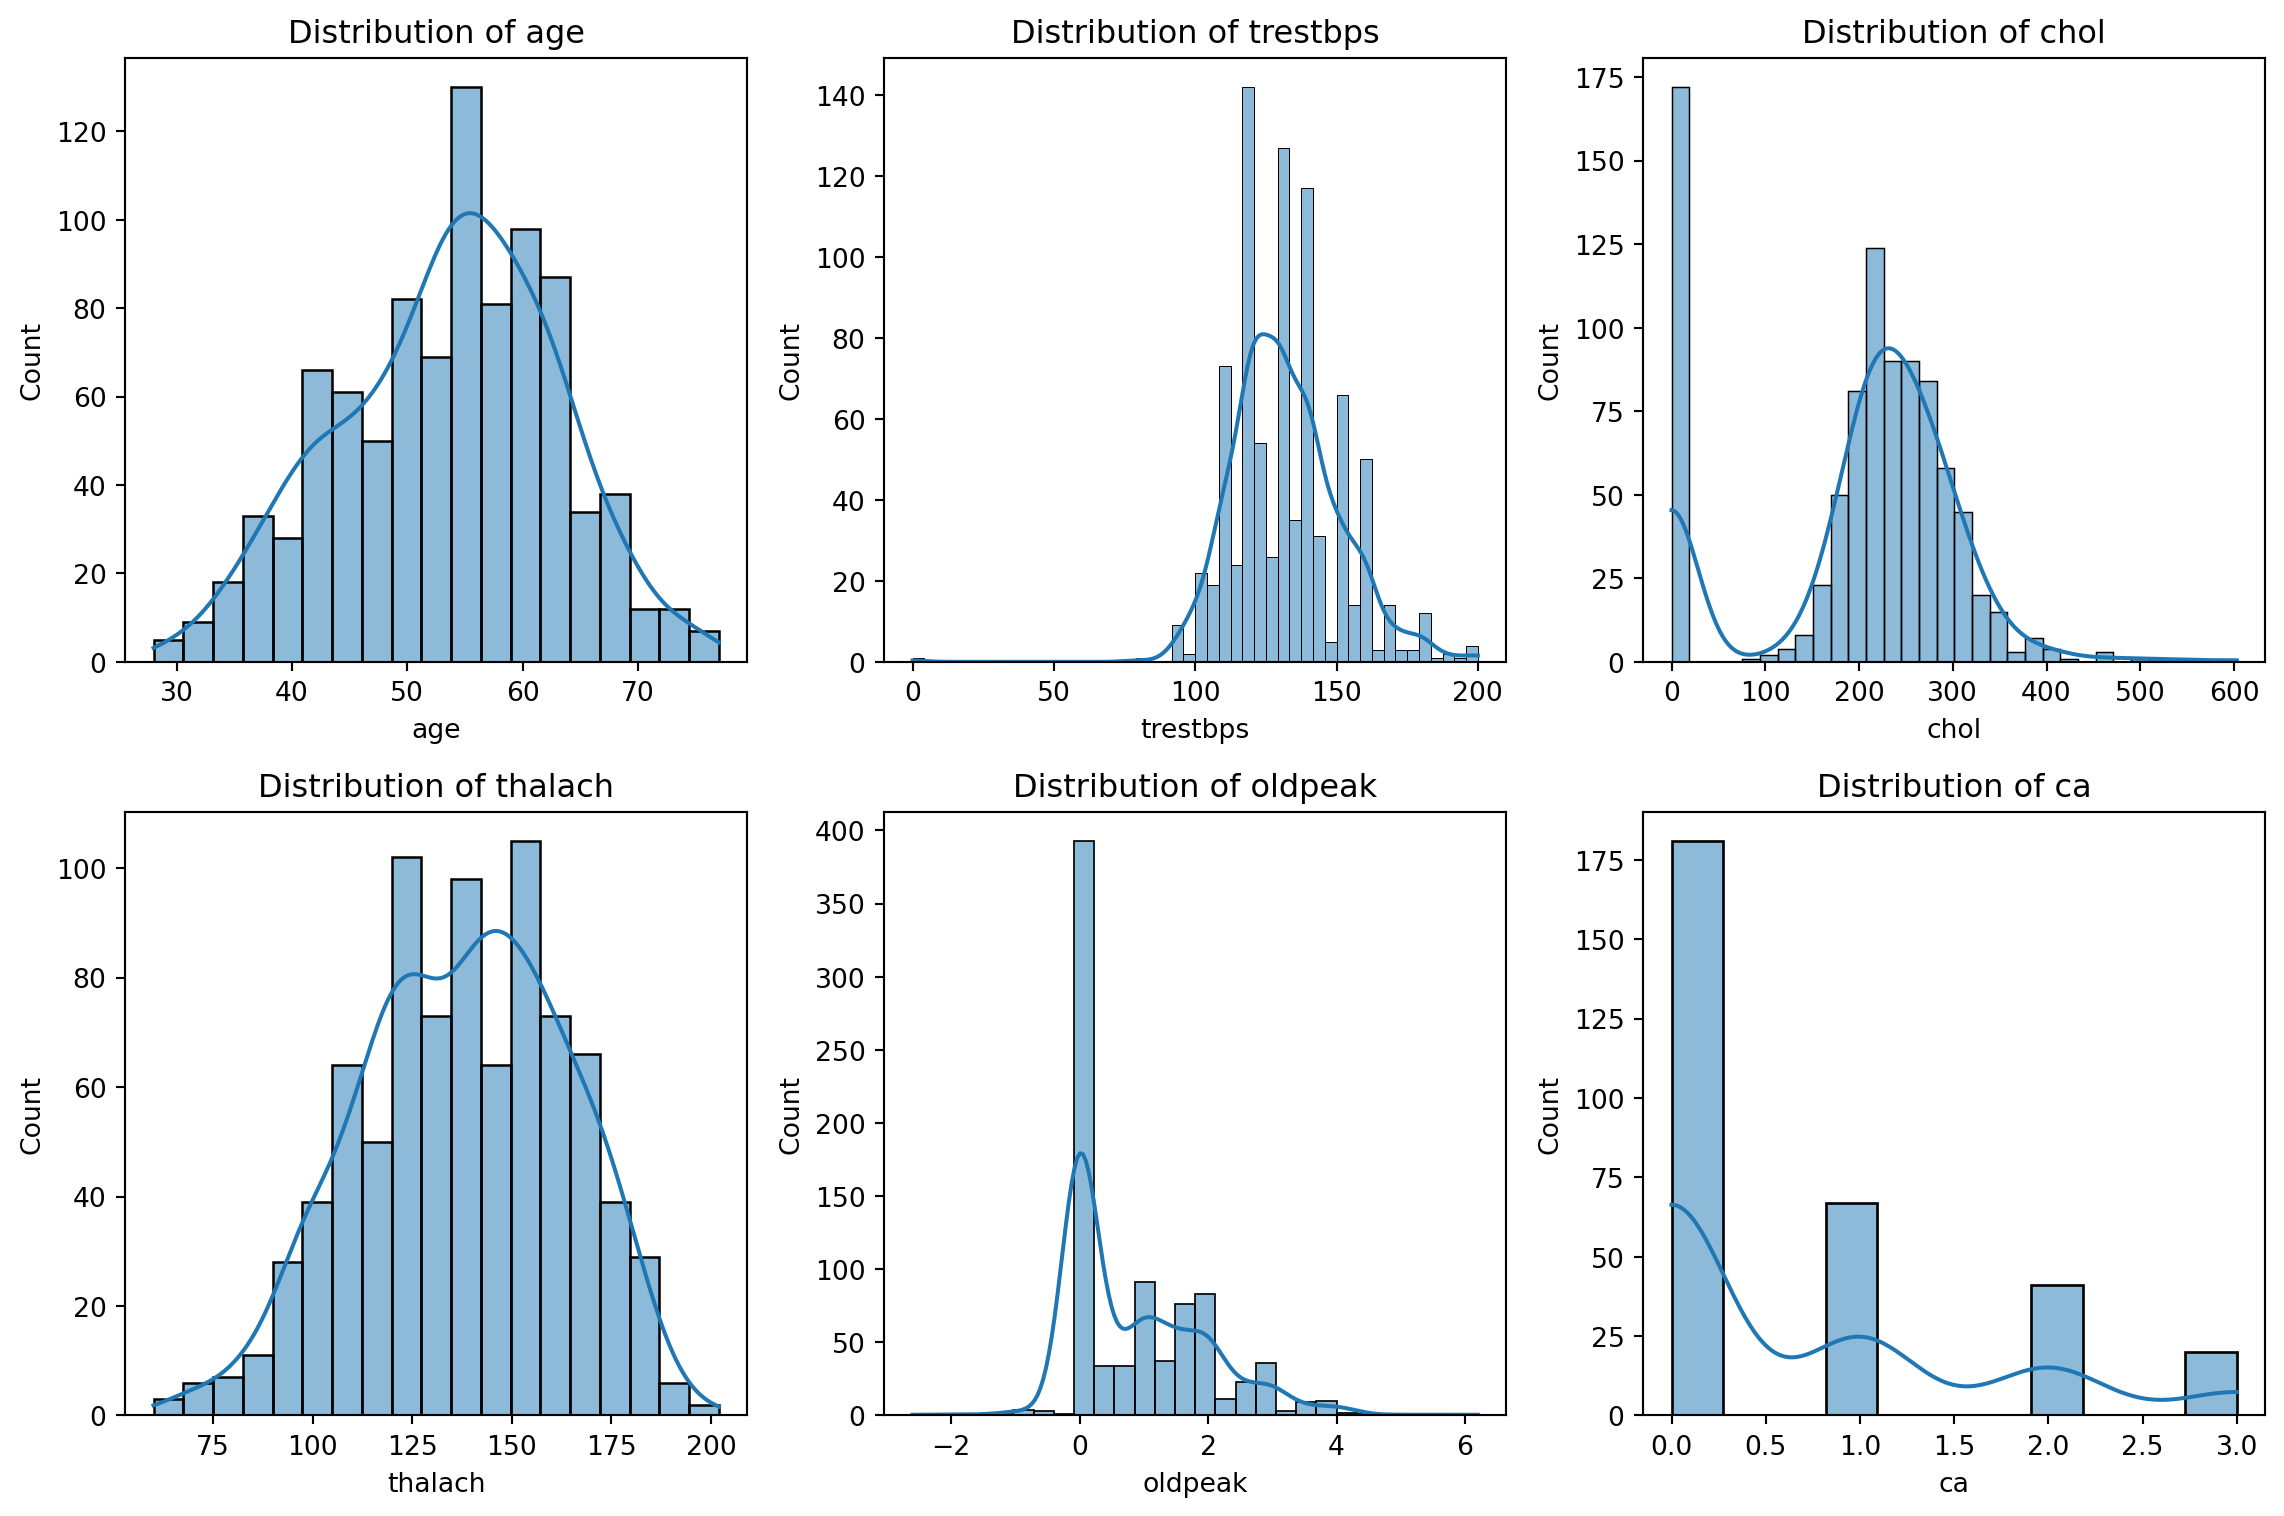 Distribution of age
Count
0
20
40
60
80
100
120
30 40 50 60 70
age
Distribution of trestbps
Count
0
20
40
60
80
100
120
140
0 50 100 150 200
trestbps
Distribution of chol
Count
0
25
50
75
100
125
150
175
0 100 200 300 400 500 600
chol
Distribution of thalach
Count
0
20
40
60
80
100
75 100 125 150 175 200
thalach
Distribution of oldpeak
Count
0
50
100
150
200
250
300
350
400
−2 0 2 4 6
oldpeak
Distribution of ca
Count
0
25
50
75
100
125
150
175
0.0 0.5 1.0 1.5 2.0 2.5 3.0
ca